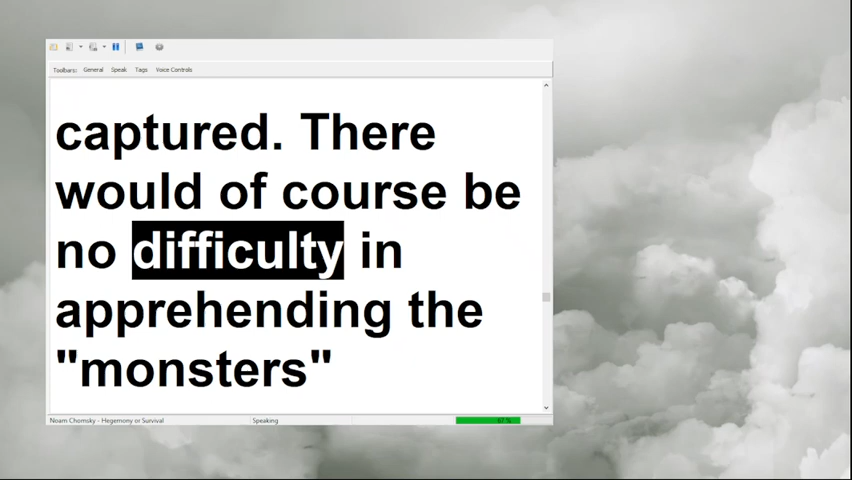 Toolbars: General Speak Tags Voice Controls
captured. There
would of course be
no difficulty in
apprehending the
"monsters"
Noam Chomsky - Hegemony or Survival Speaking 67 %